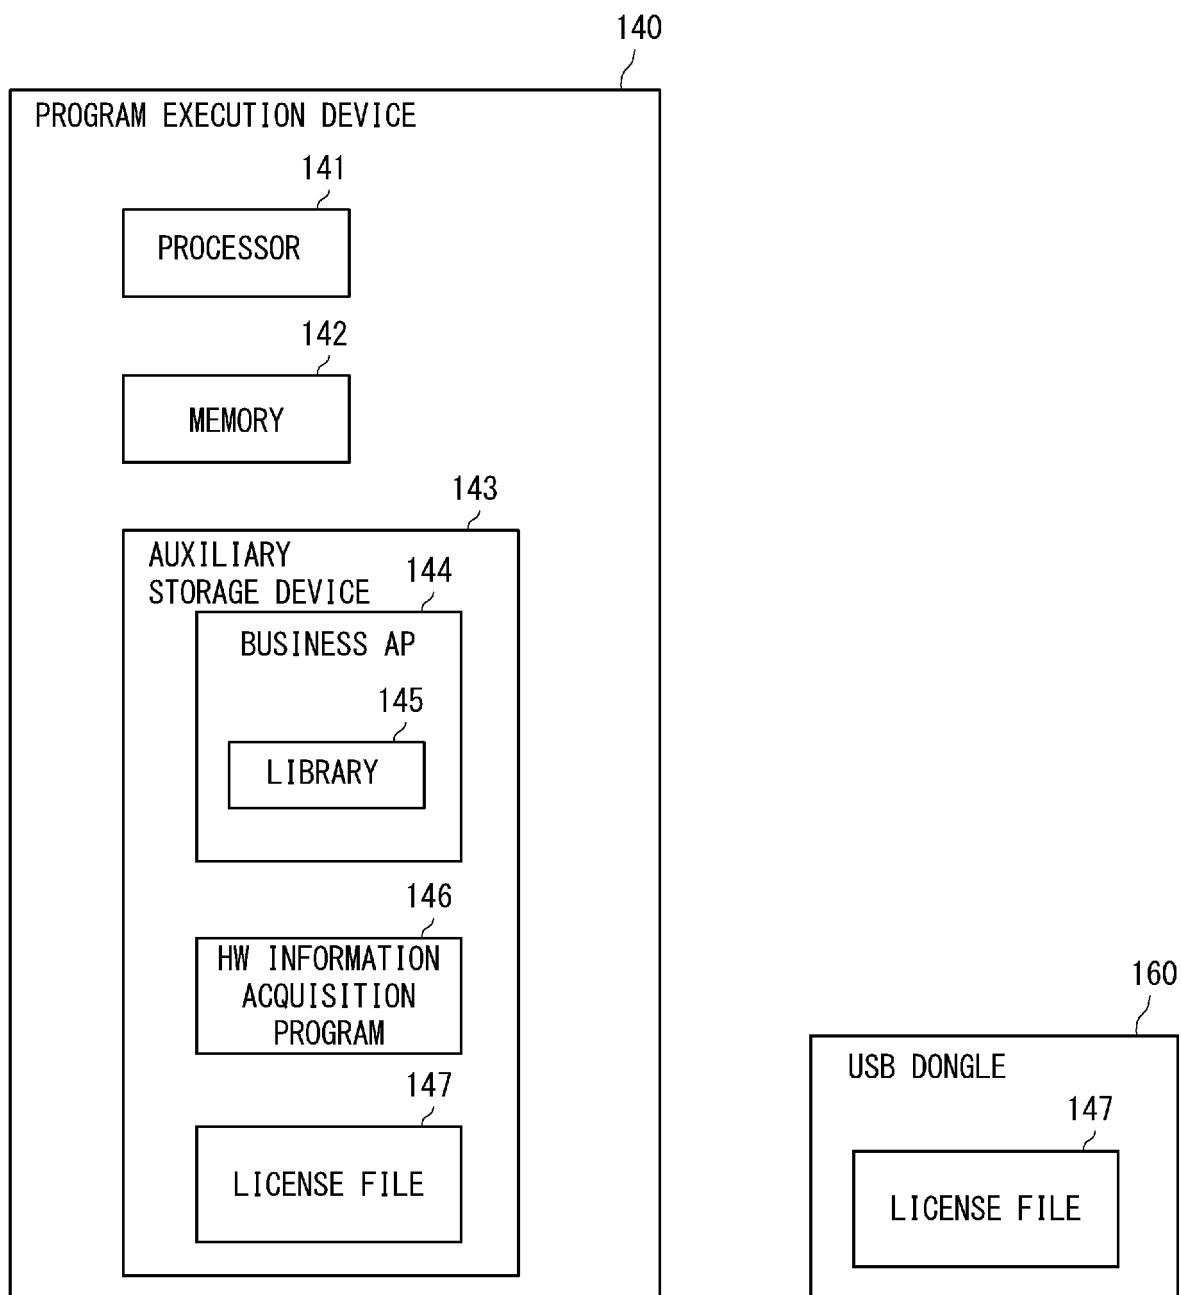 140
PROGRAM EXECUTION DEVICE
141
PROCESSOR
142
MEMORY
143
AUXILIARY
STORAGE DEVICE
144
BUSINESS AP
145
LIBRARY
146
HW INFORMATION
ACQUISITION
PROGRAM
147
LICENSE FILE
160
USB DONGLE
147
LICENSE FILE